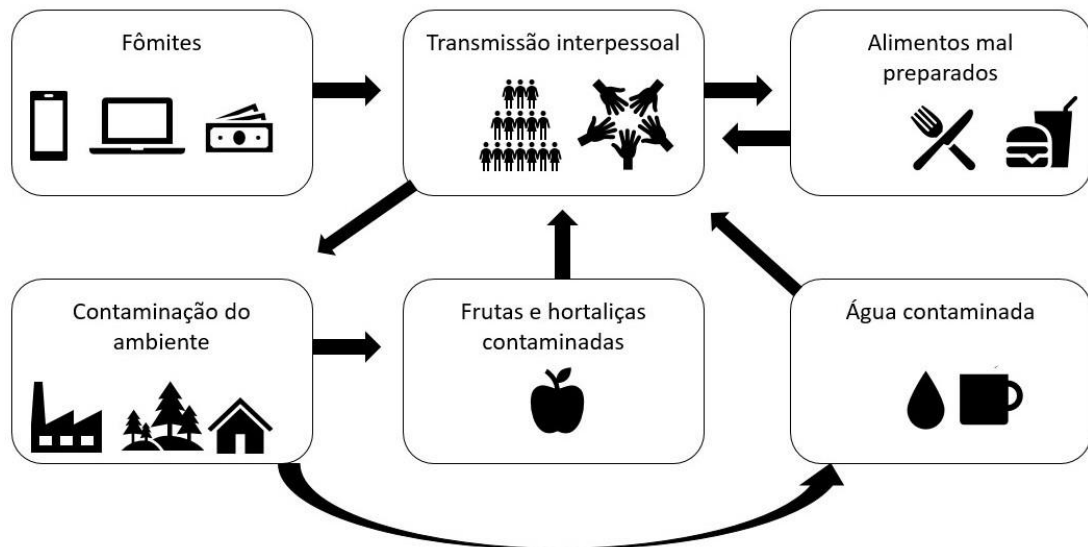 Fômites
Transmissão interpessoal
Alimentos mal
preparados
Contaminação do
ambiente
Frutas e hortaliças
contaminadas
Água contaminada